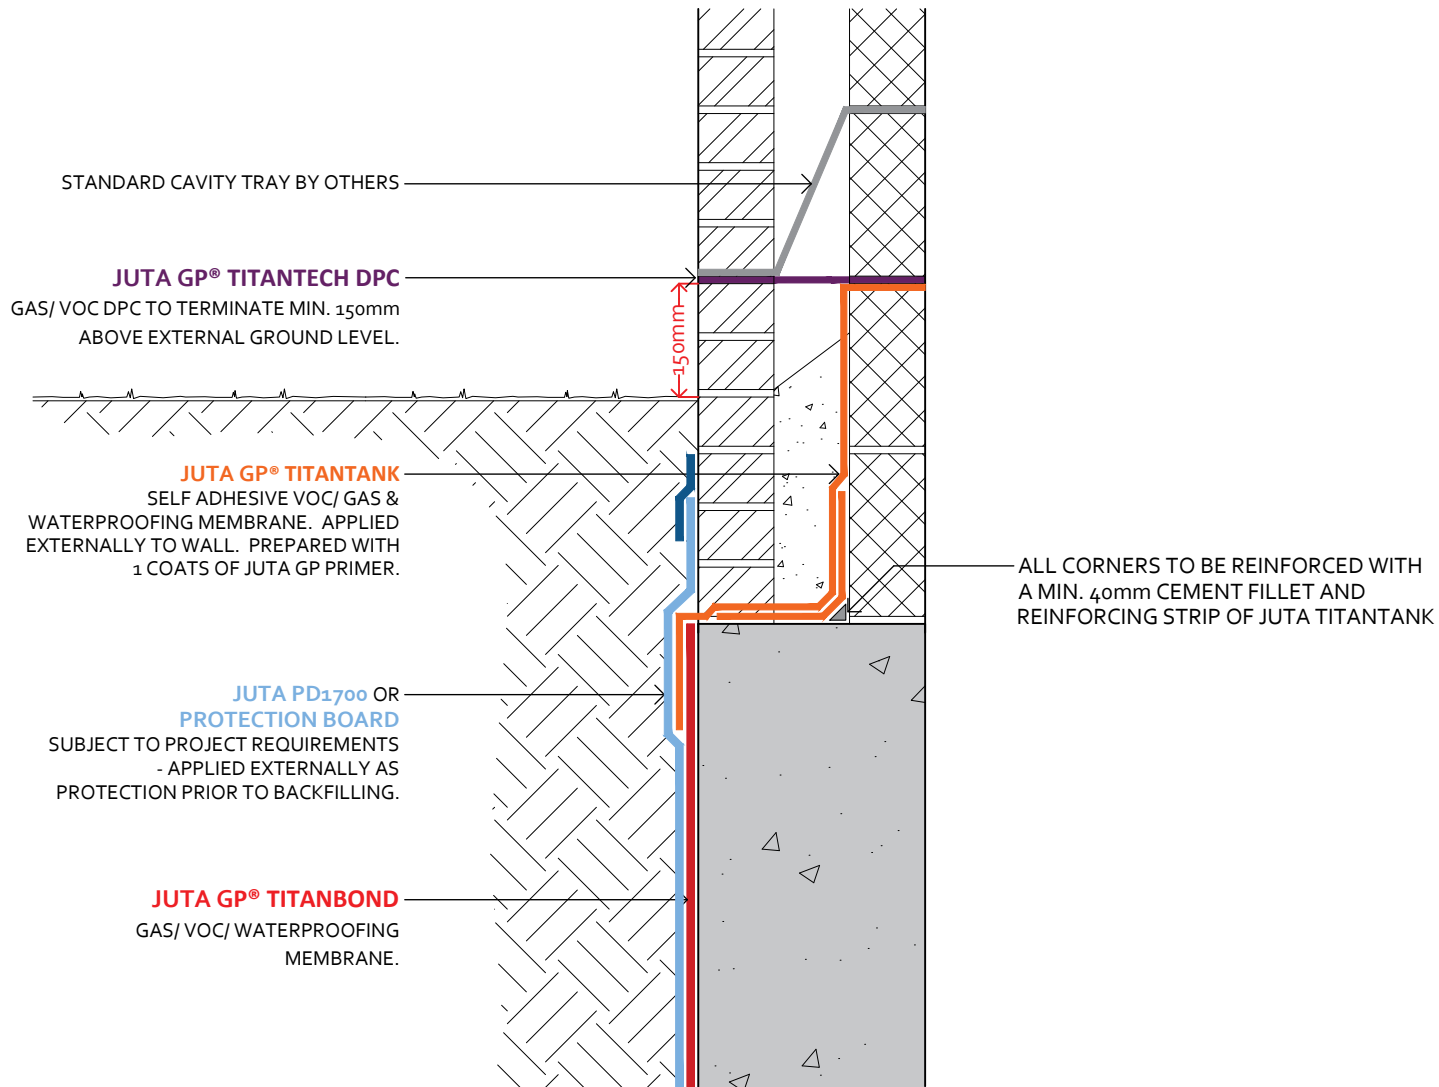 STANDARD CAVITY TRAY BY OTHERS
JUTA GP® TITANTECH DPC
GAS/ VOC DPC TO TERMINATE MIN. 150mm
ABOVE EXTERNAL GROUND LEVEL.
150mm
JUTA GP® TITANTANK
SELF ADHESIVE VOC/ GAS &
WATERPROOFING MEMBRANE. APPLIED
EXTERNALLY TO WALL. PREPARED WITH
1 COATS OF JUTA GP PRIMER.
ALL CORNERS TO BE REINFORCED WITH
A MIN. 40mm CEMENT FILLET AND
REINFORCING STRIP OF JUTA TITANTANK
JUTA PD1700 OR
PROTECTION BOARD
SUBJECT TO PROJECT REQUIREMENTS
- APPLIED EXTERNALLY AS
PROTECTION PRIOR TO BACKFILLING.
JUTA GP® TITANBOND
GAS/ VOC/ WATERPROOFING
MEMBRANE.